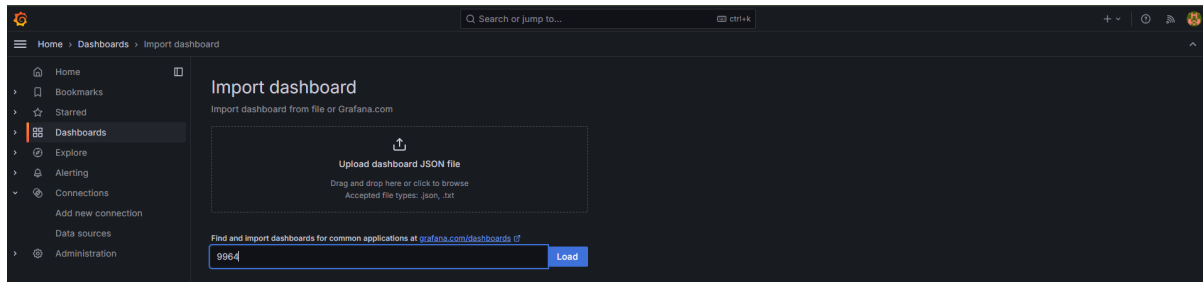 Search or jump to... ctrl+k
Home › Dashboards › Import dashboard
Home
Bookmarks
Starred
Dashboards
Explore
Alerting
Connections
Add new connection
Data sources
Administration
Import dashboard
Import dashboard from file or Grafana.com
Upload dashboard JSON file
Drag and drop here or click to browse
Accepted file types: .json, .txt
Find and import dashboards for common applications at grafana.com/dashboards
9964 Load